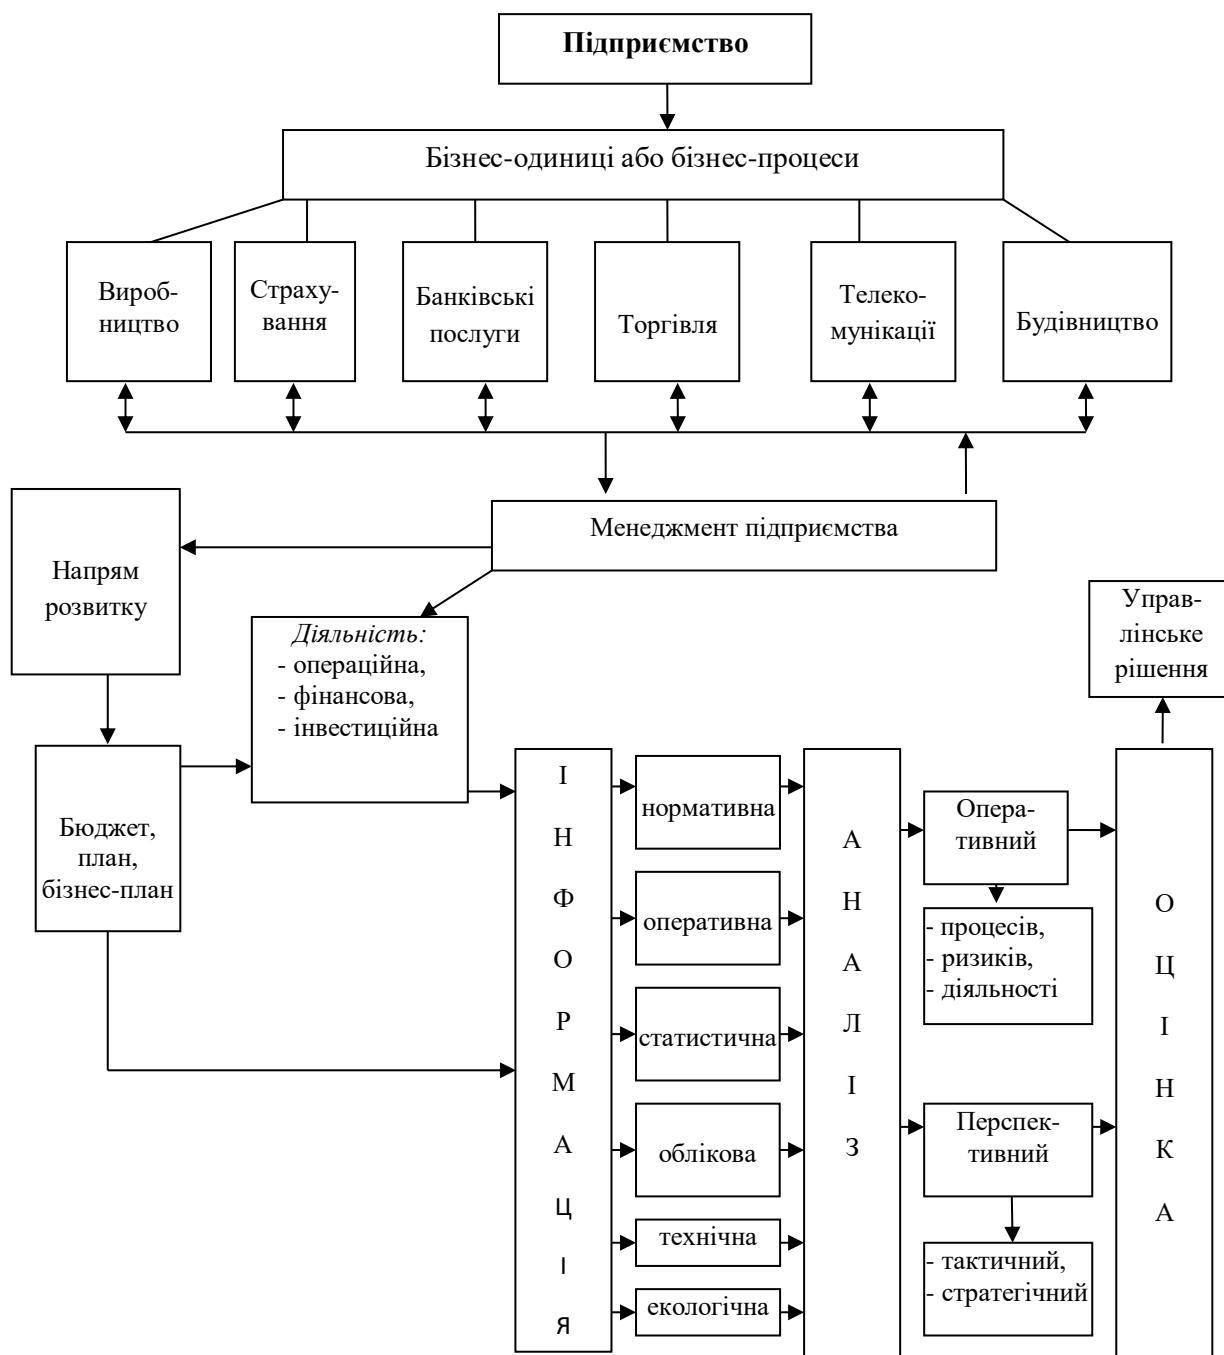 Підприємство
Бізнес-одиниці або бізнес-процеси
Вироб-
ництво
Страху-
вання
Банківські
послуги
Торгівля
Телеко-
мунікації
Будівництво
Менеджмент підприємства
Напрям
розвитку
Діяльність:
- операційна,
- фінансова,
- інвестиційна
Управ-
лінське
рішення
Бюджет,
план,
бізнес-план
І
Н
Ф
О
Р
М
А
Ц
І
Я
нормативна
оперативна
статистична
облікова
технічна
екологічна
А
Н
А
Л
І
З
Опера-
тивний
- процесів,
- ризиків,
- діяльності
Перспек-
тивний
- тактичний,
- стратегічний
О
Ц
І
Н
К
А